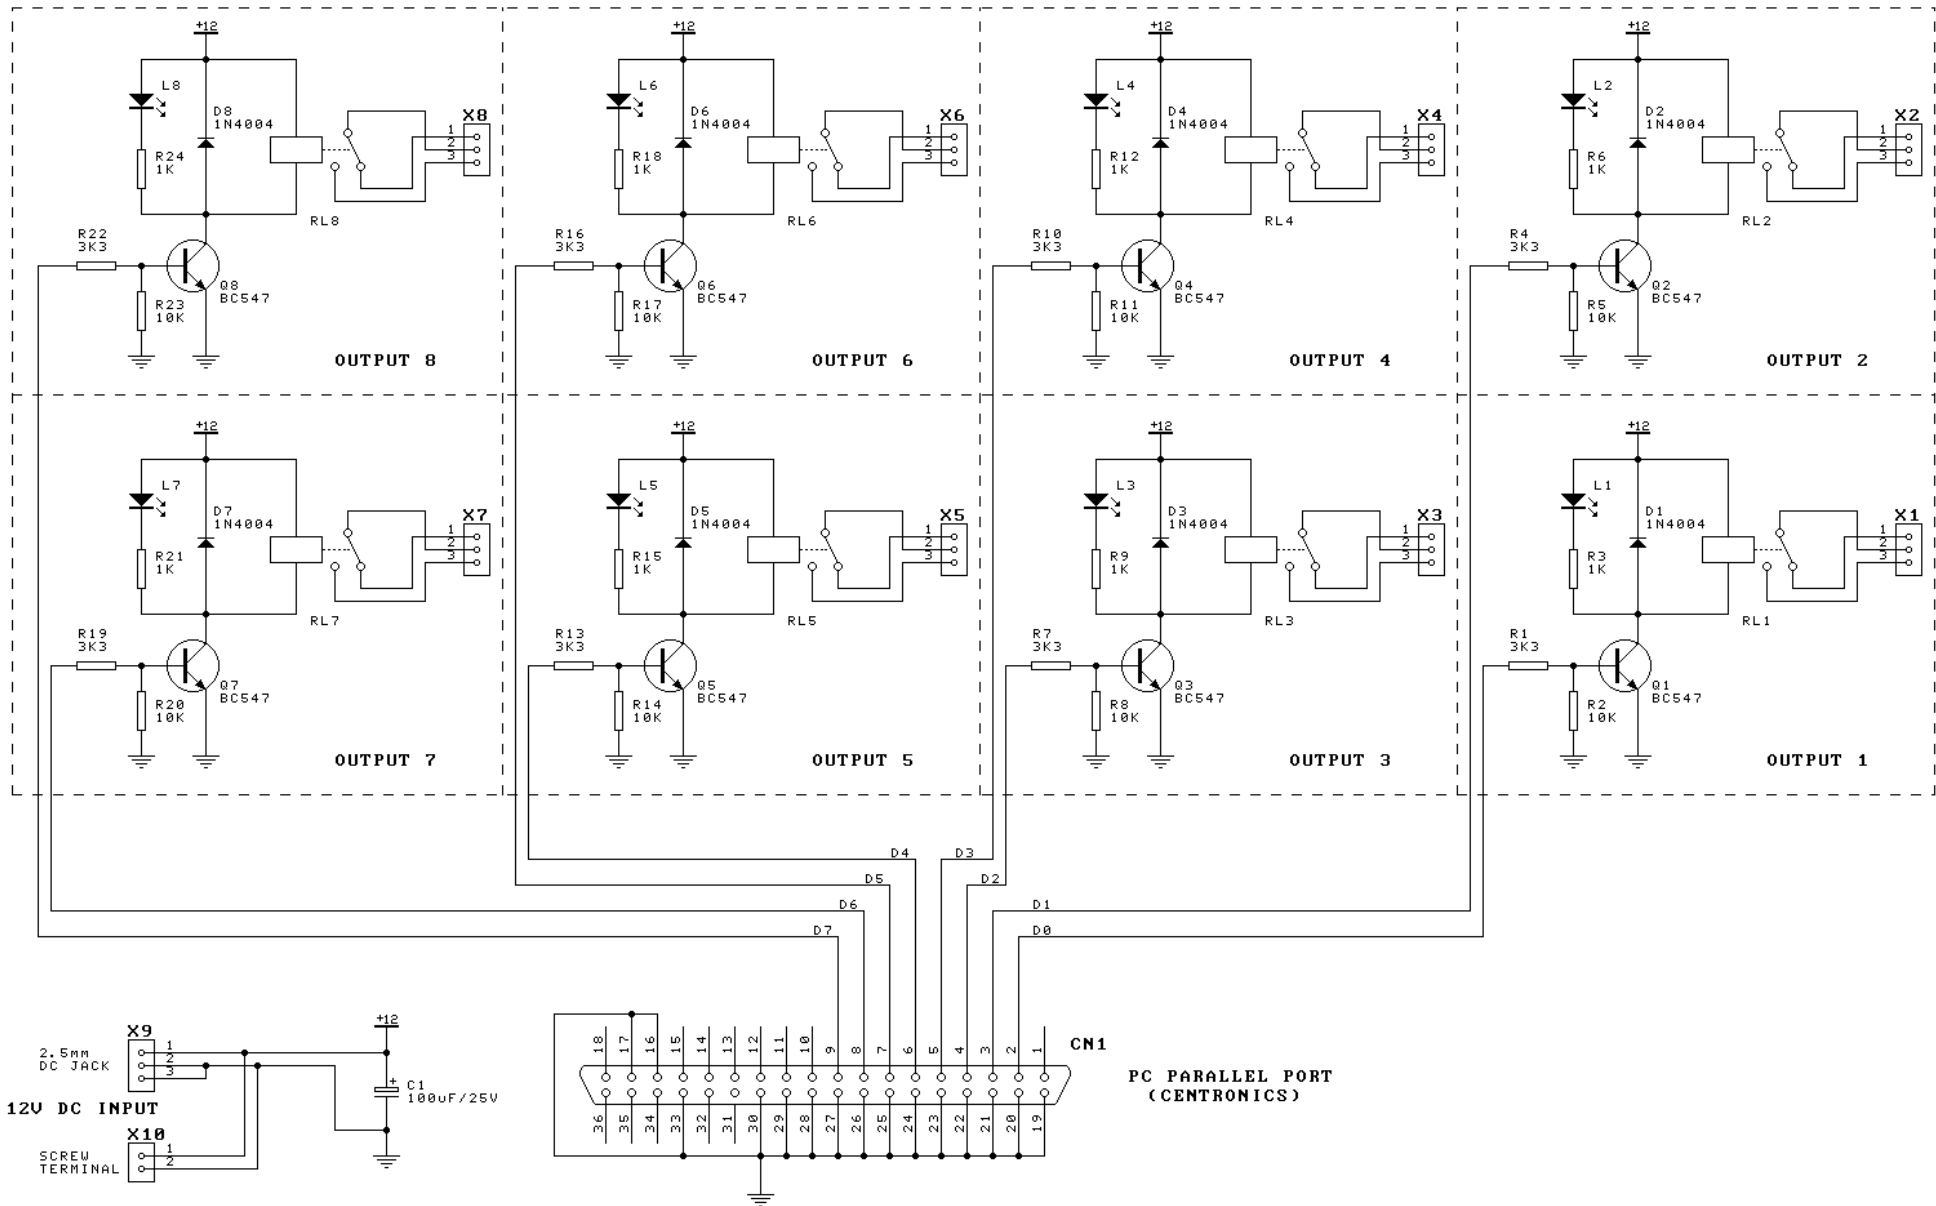 +12
L8
D8
1N4004
X8
1
2
3
R24
1K
RL8
R22
3K3
Q8
BC547
R23
10K
OUTPUT 8
+12
L6
D6
1N4004
X6
1
2
3
R18
1K
RL6
R16
3K3
Q6
BC547
R17
10K
OUTPUT 6
+12
L4
D4
1N4004
X4
1
2
3
R12
1K
RL4
R10
3K3
Q4
BC547
R11
10K
OUTPUT 4
+12
L2
D2
1N4004
X2
1
2
3
R6
1K
RL2
R4
3K3
Q2
BC547
R5
10K
OUTPUT 2
+12
L7
D7
1N4004
X7
1
2
3
R21
1K
RL7
R19
3K3
Q7
BC547
R20
10K
OUTPUT 7
+12
L5
D5
1N4004
X5
1
2
3
R15
1K
RL5
R13
3K3
Q5
BC547
R14
10K
OUTPUT 5
+12
L3
D3
1N4004
X3
1
2
3
R9
1K
RL3
R7
3K3
Q3
BC547
R8
10K
OUTPUT 3
+12
L1
D1
1N4004
X1
1
2
3
R3
1K
RL1
R1
3K3
Q1
BC547
R2
10K
OUTPUT 1
D4
D3
D5
D2
D6
D1
D7
D0
X9
2.5mm
DC JACK
1
2
3
12V DC INPUT
X10
SCREW
TERMINAL
1
2
+12
+
C1
100uF/25V
18 17 16 15 14 13 12 11 10 9 8 7 6 5 4 3 2 1
CN1
PC PARALLEL PORT
(CENTRONICS)
36 35 34 33 32 31 30 29 28 27 26 25 24 23 22 21 20 19